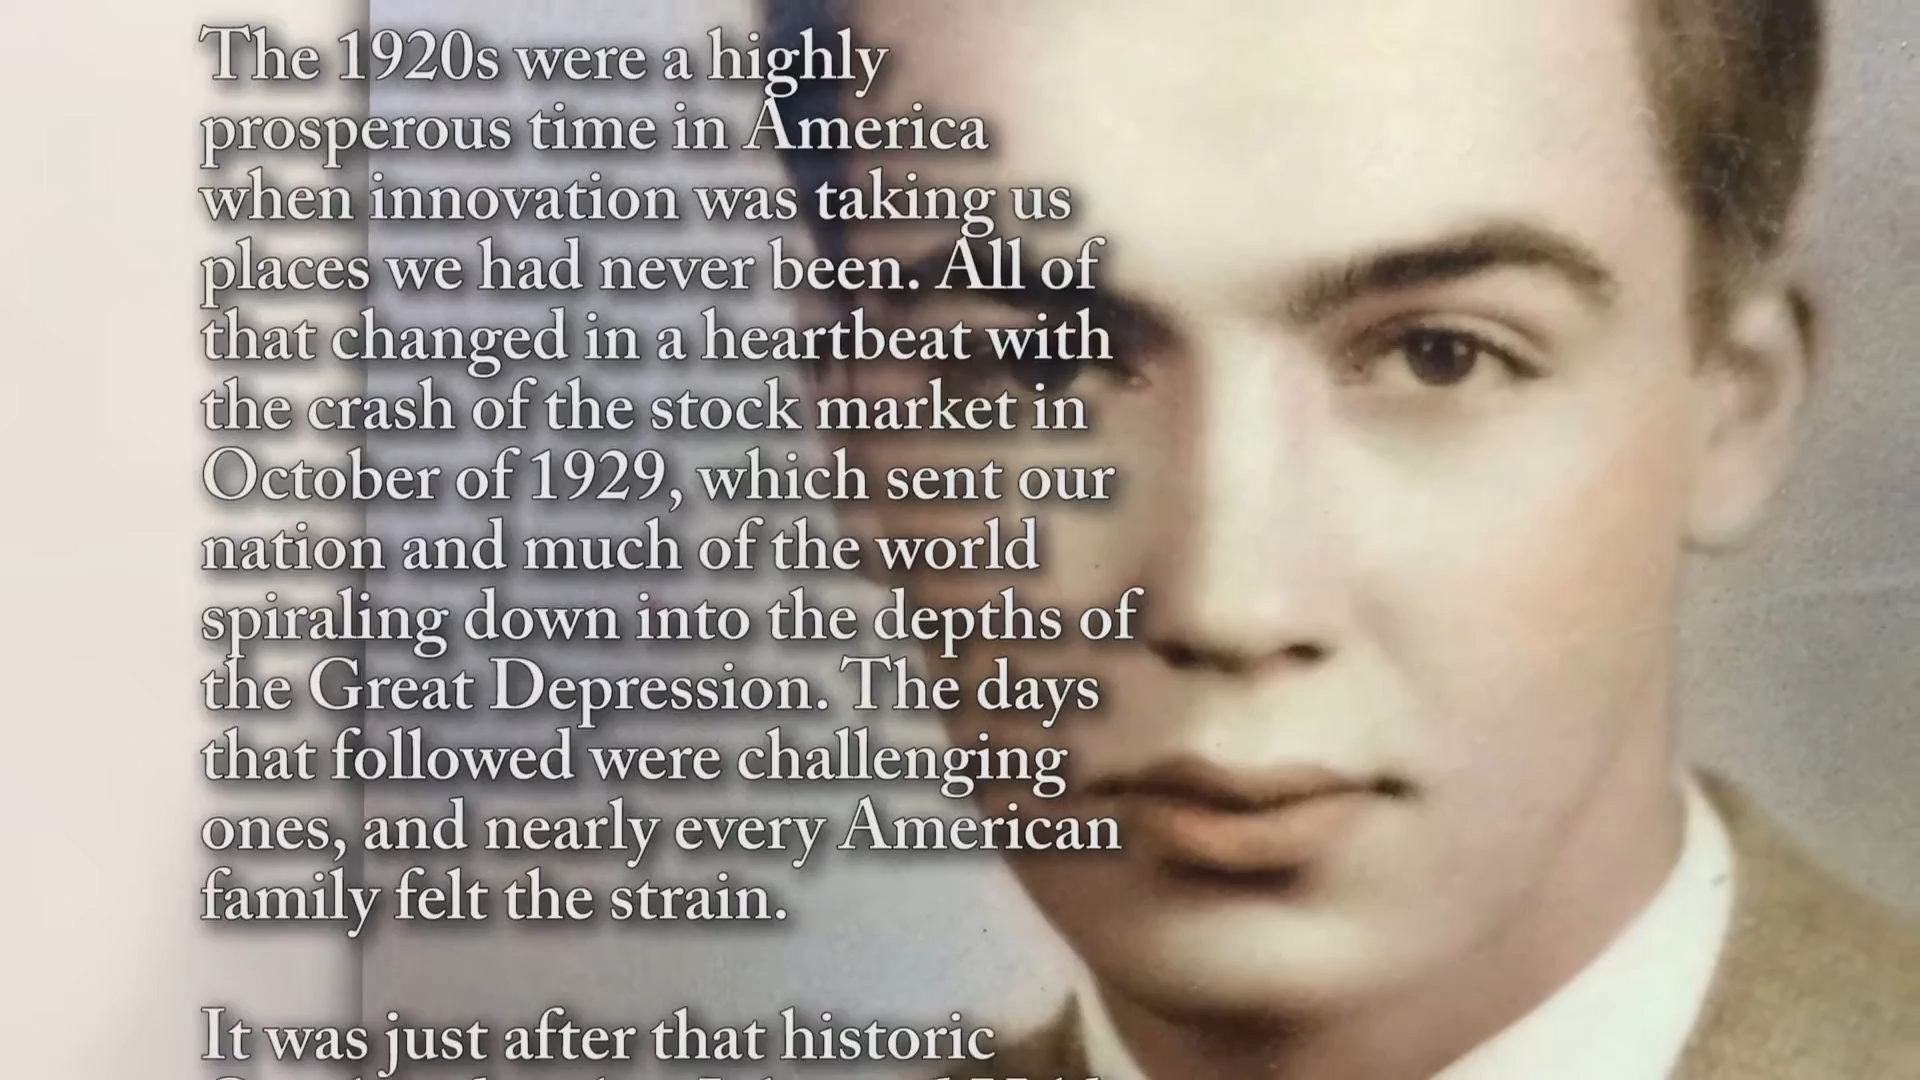 The 1920s were a highly
prosperous time in America
when innovation was taking us
places we had never been. All of
that changed in a heartbeat with
the crash of the stock market in
October of 1929, which sent our
nation and much of the world
spiraling down into the depths of
the Great Depression. The days
that followed were challenging
ones, and nearly every American
family felt the strain.
It was just after that historic